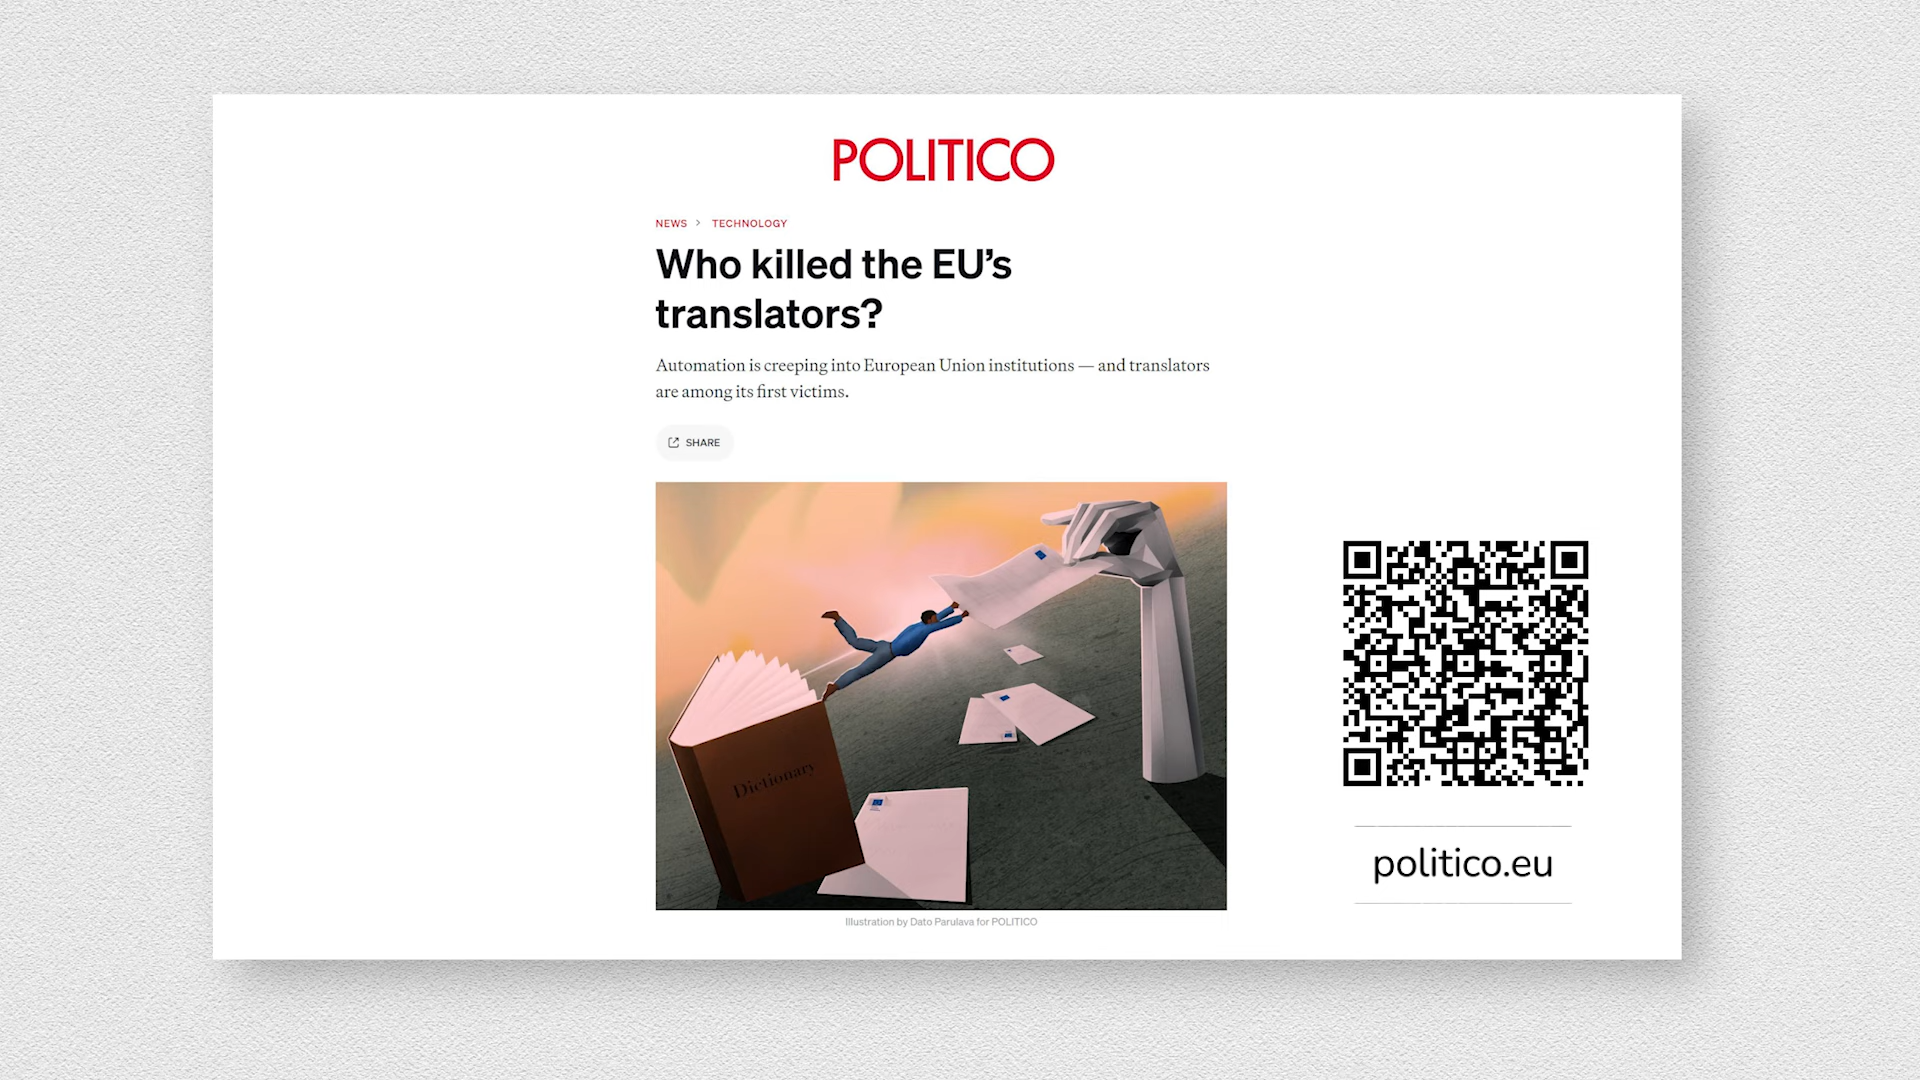 POLITICO
NEWS > TECHNOLOGY
Who killed the EU’s
translators?
Automation is creeping into European Union institutions — and translators
are among its first victims.
SHARE
Dictionary
Illustration by Dato Parulava for POLITICO
politico.eu